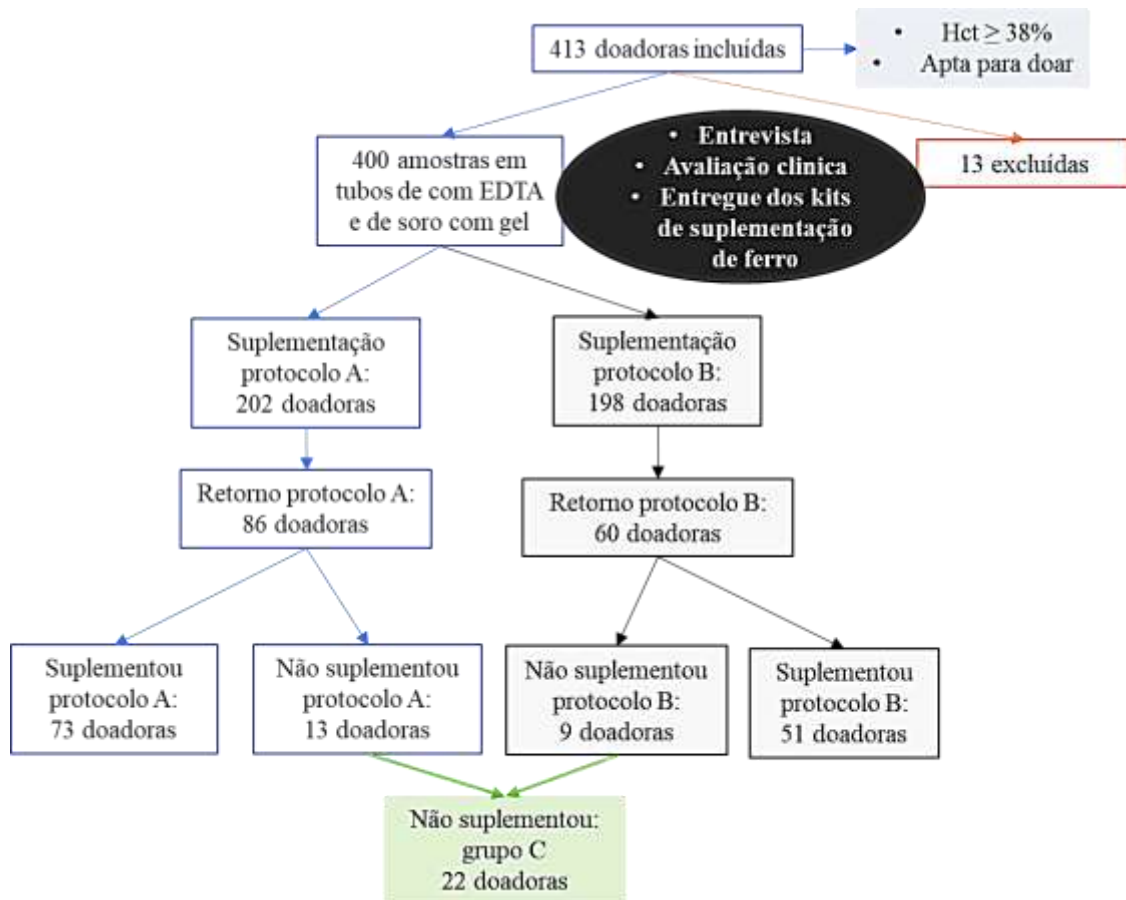 413 doadoras incluídas
• Hct ≥ 38%
• Apta para doar
400 amostras em
tubos de com EDTA
e de soro com gel
• Entrevista
• Avaliação clinica
• Entregue dos kits
de suplementação
de ferro
13 excluídas
Suplementação
protocolo A:
202 doadoras
Suplementação
protocolo B:
198 doadoras
Retorno protocolo A:
86 doadoras
Retorno protocolo B:
60 doadoras
Suplementou
protocolo A:
73 doadoras
Não suplementou
protocolo A:
13 doadoras
Não suplementou
protocolo B:
9 doadoras
Suplementou
protocolo B:
51 doadoras
Não suplementou:
grupo C
22 doadoras